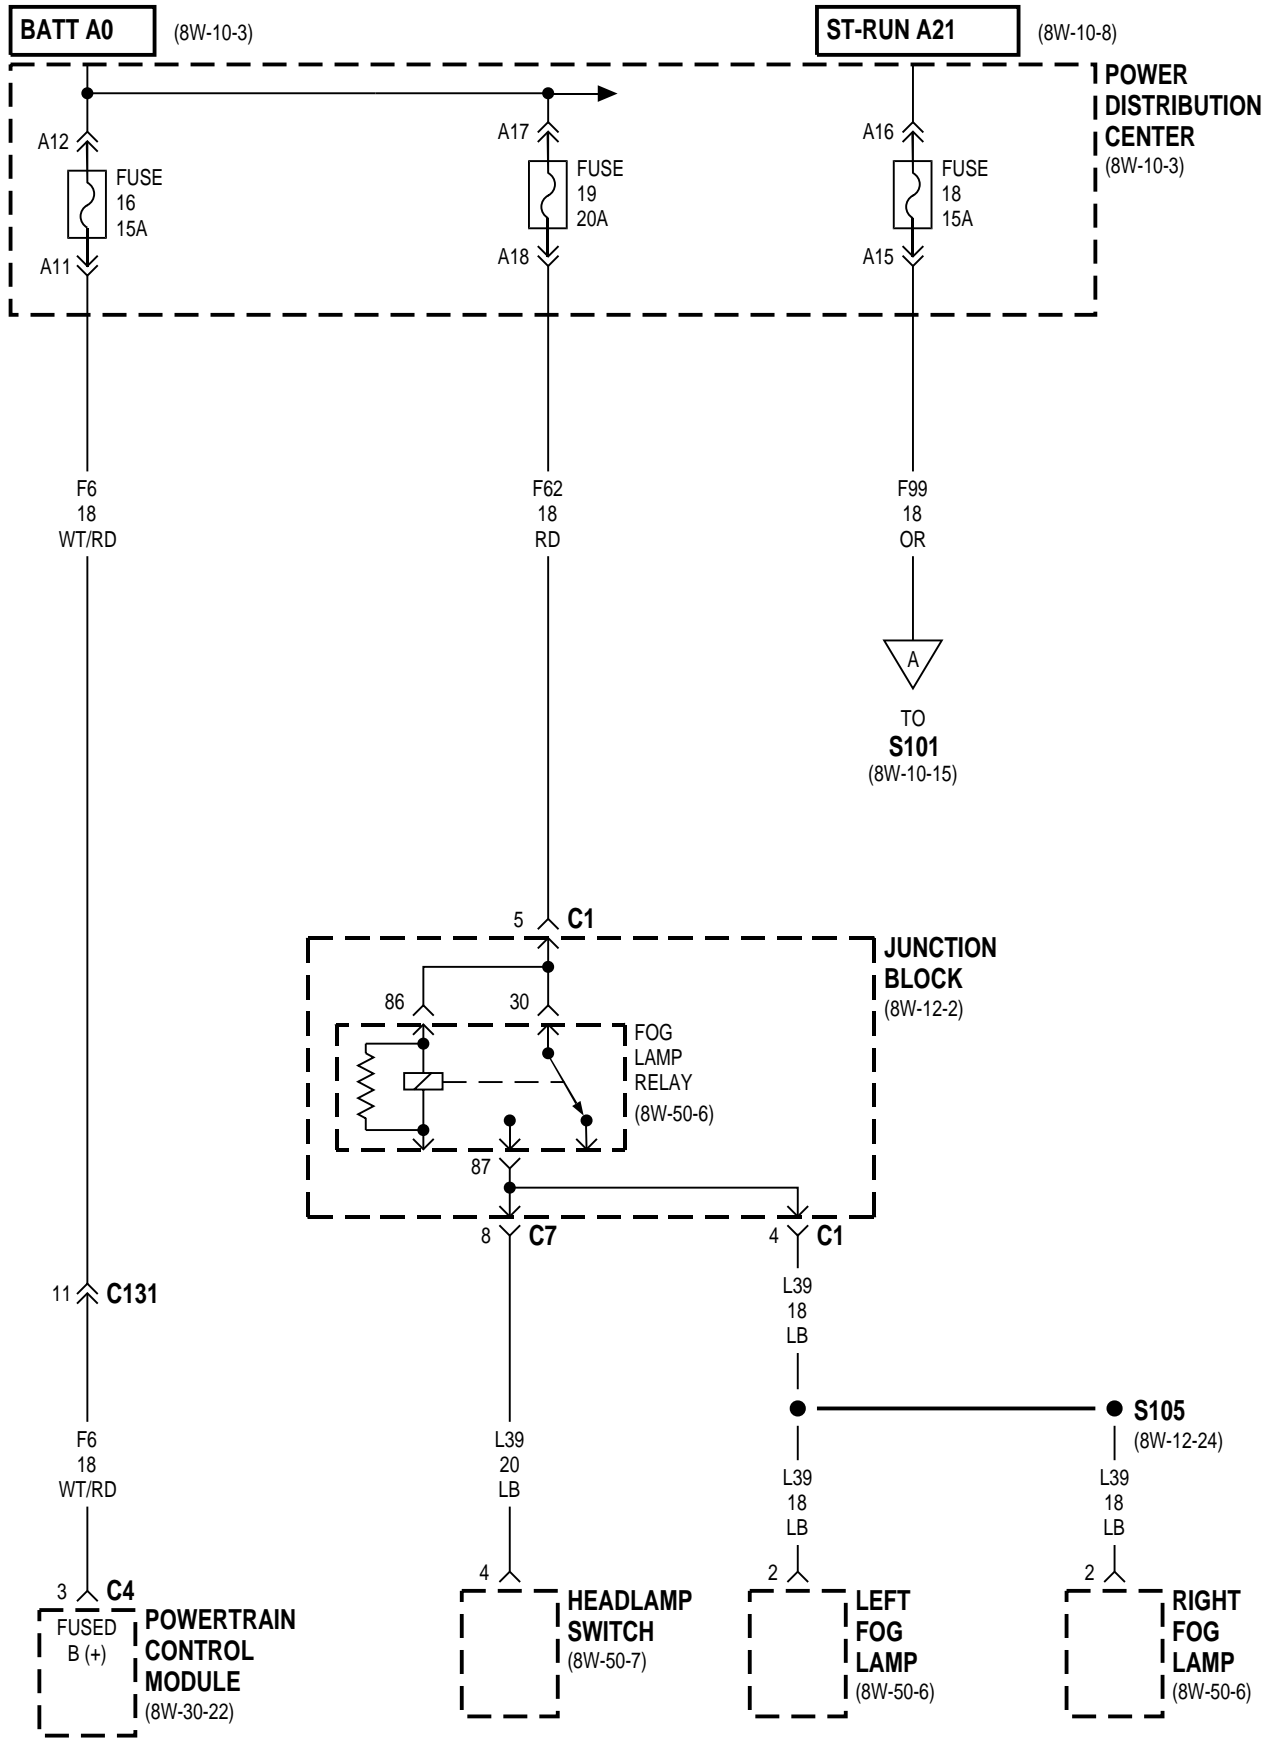 BATT A0
(8W-10-3)
ST-RUN A21
(8W-10-8)
POWER
DISTRIBUTION
CENTER
(8W-10-3)
A12
FUSE
16
15A
A11
A17
FUSE
19
20A
A18
A16
FUSE
18
15A
A15
F6
18
WT/RD
F62
18
RD
F99
18
OR
A
TO
S101
(8W-10-15)
5
C1
JUNCTION
BLOCK
(8W-12-2)
86
30
FOG
LAMP
RELAY
(8W-50-6)
87
8
C7
4
C1
11
C131
L39
18
LB
S105
(8W-12-24)
F6
18
WT/RD
L39
20
LB
L39
18
LB
L39
18
LB
3
C4
FUSED
B (+)
POWERTRAIN
CONTROL
MODULE
(8W-30-22)
4
HEADLAMP
SWITCH
(8W-50-7)
2
LEFT
FOG
LAMP
(8W-50-6)
2
RIGHT
FOG
LAMP
(8W-50-6)